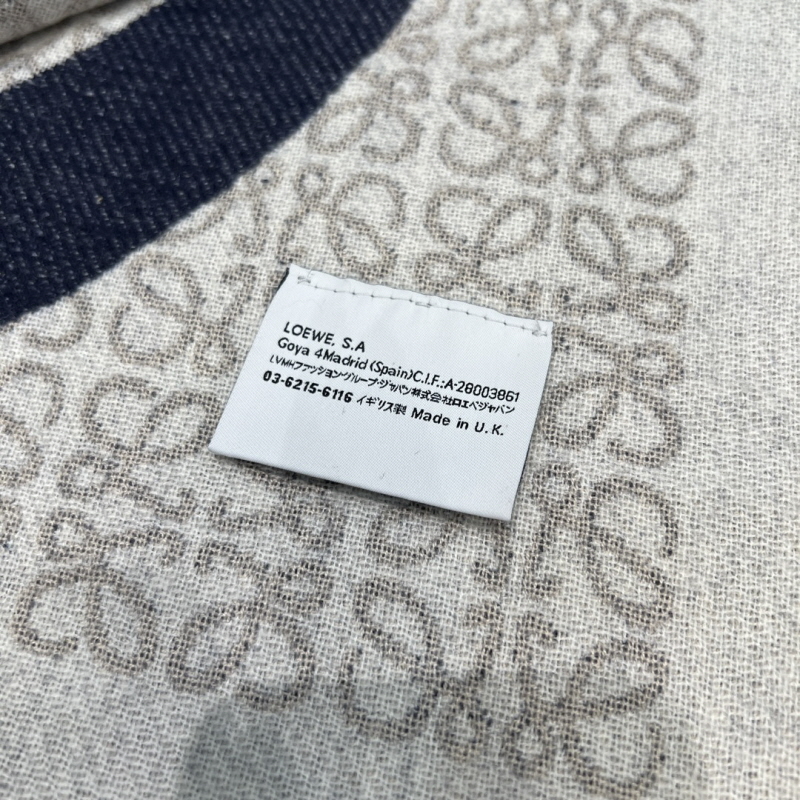 LOEWE, S.A
Goya 4Madrid (Spain)C.I.F.:A-28003861
LVMHファッション・グループ・ジャパン株式会社ロエベジャパン
03-6215-6116 イギリス製 Made in U.K.